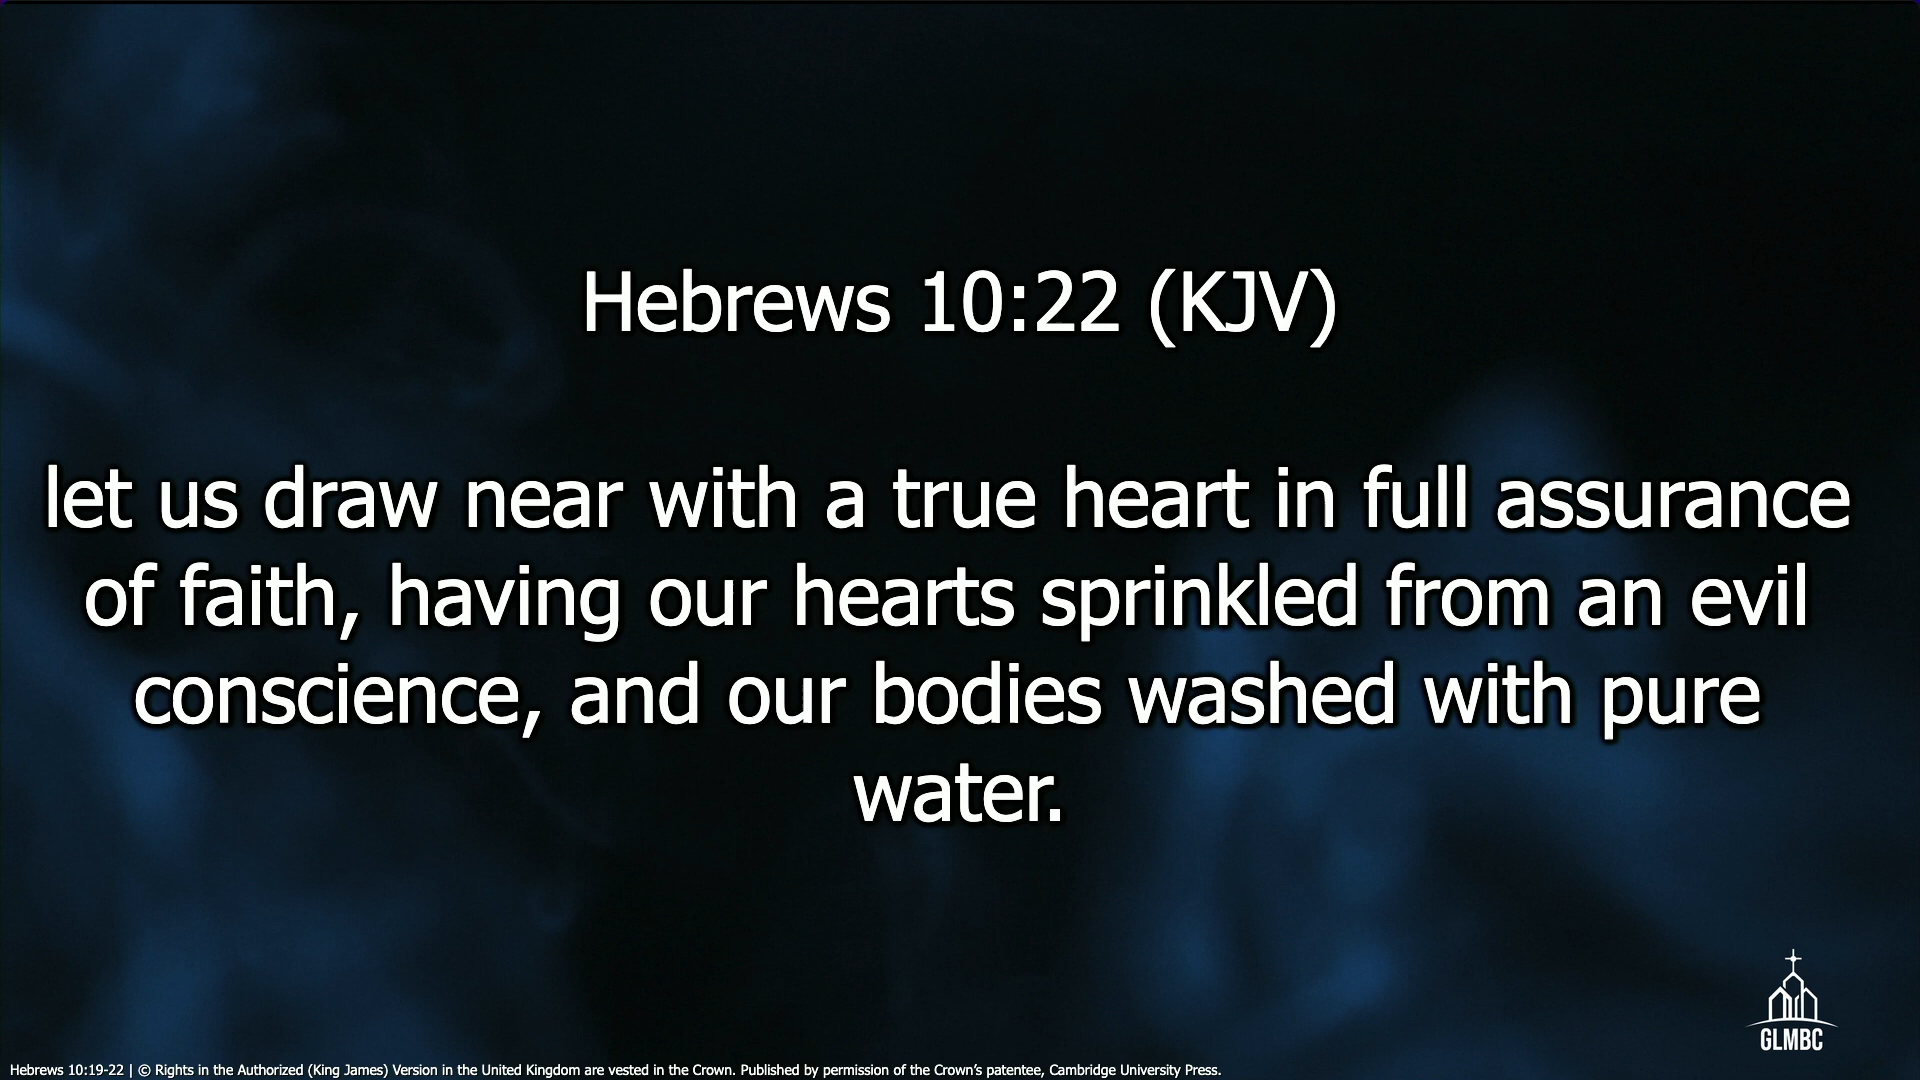 Hebrews 10:22 (KJV)
let us draw near with a true heart in full assurance
of faith, having our hearts sprinkled from an evil
conscience, and our bodies washed with pure
water.
GLMBC
Hebrews 10:19-22 | © Rights in the Authorized (King James) Version in the United Kingdom are vested in the Crown. Published by permission of the Crown’s patentee, Cambridge University Press.